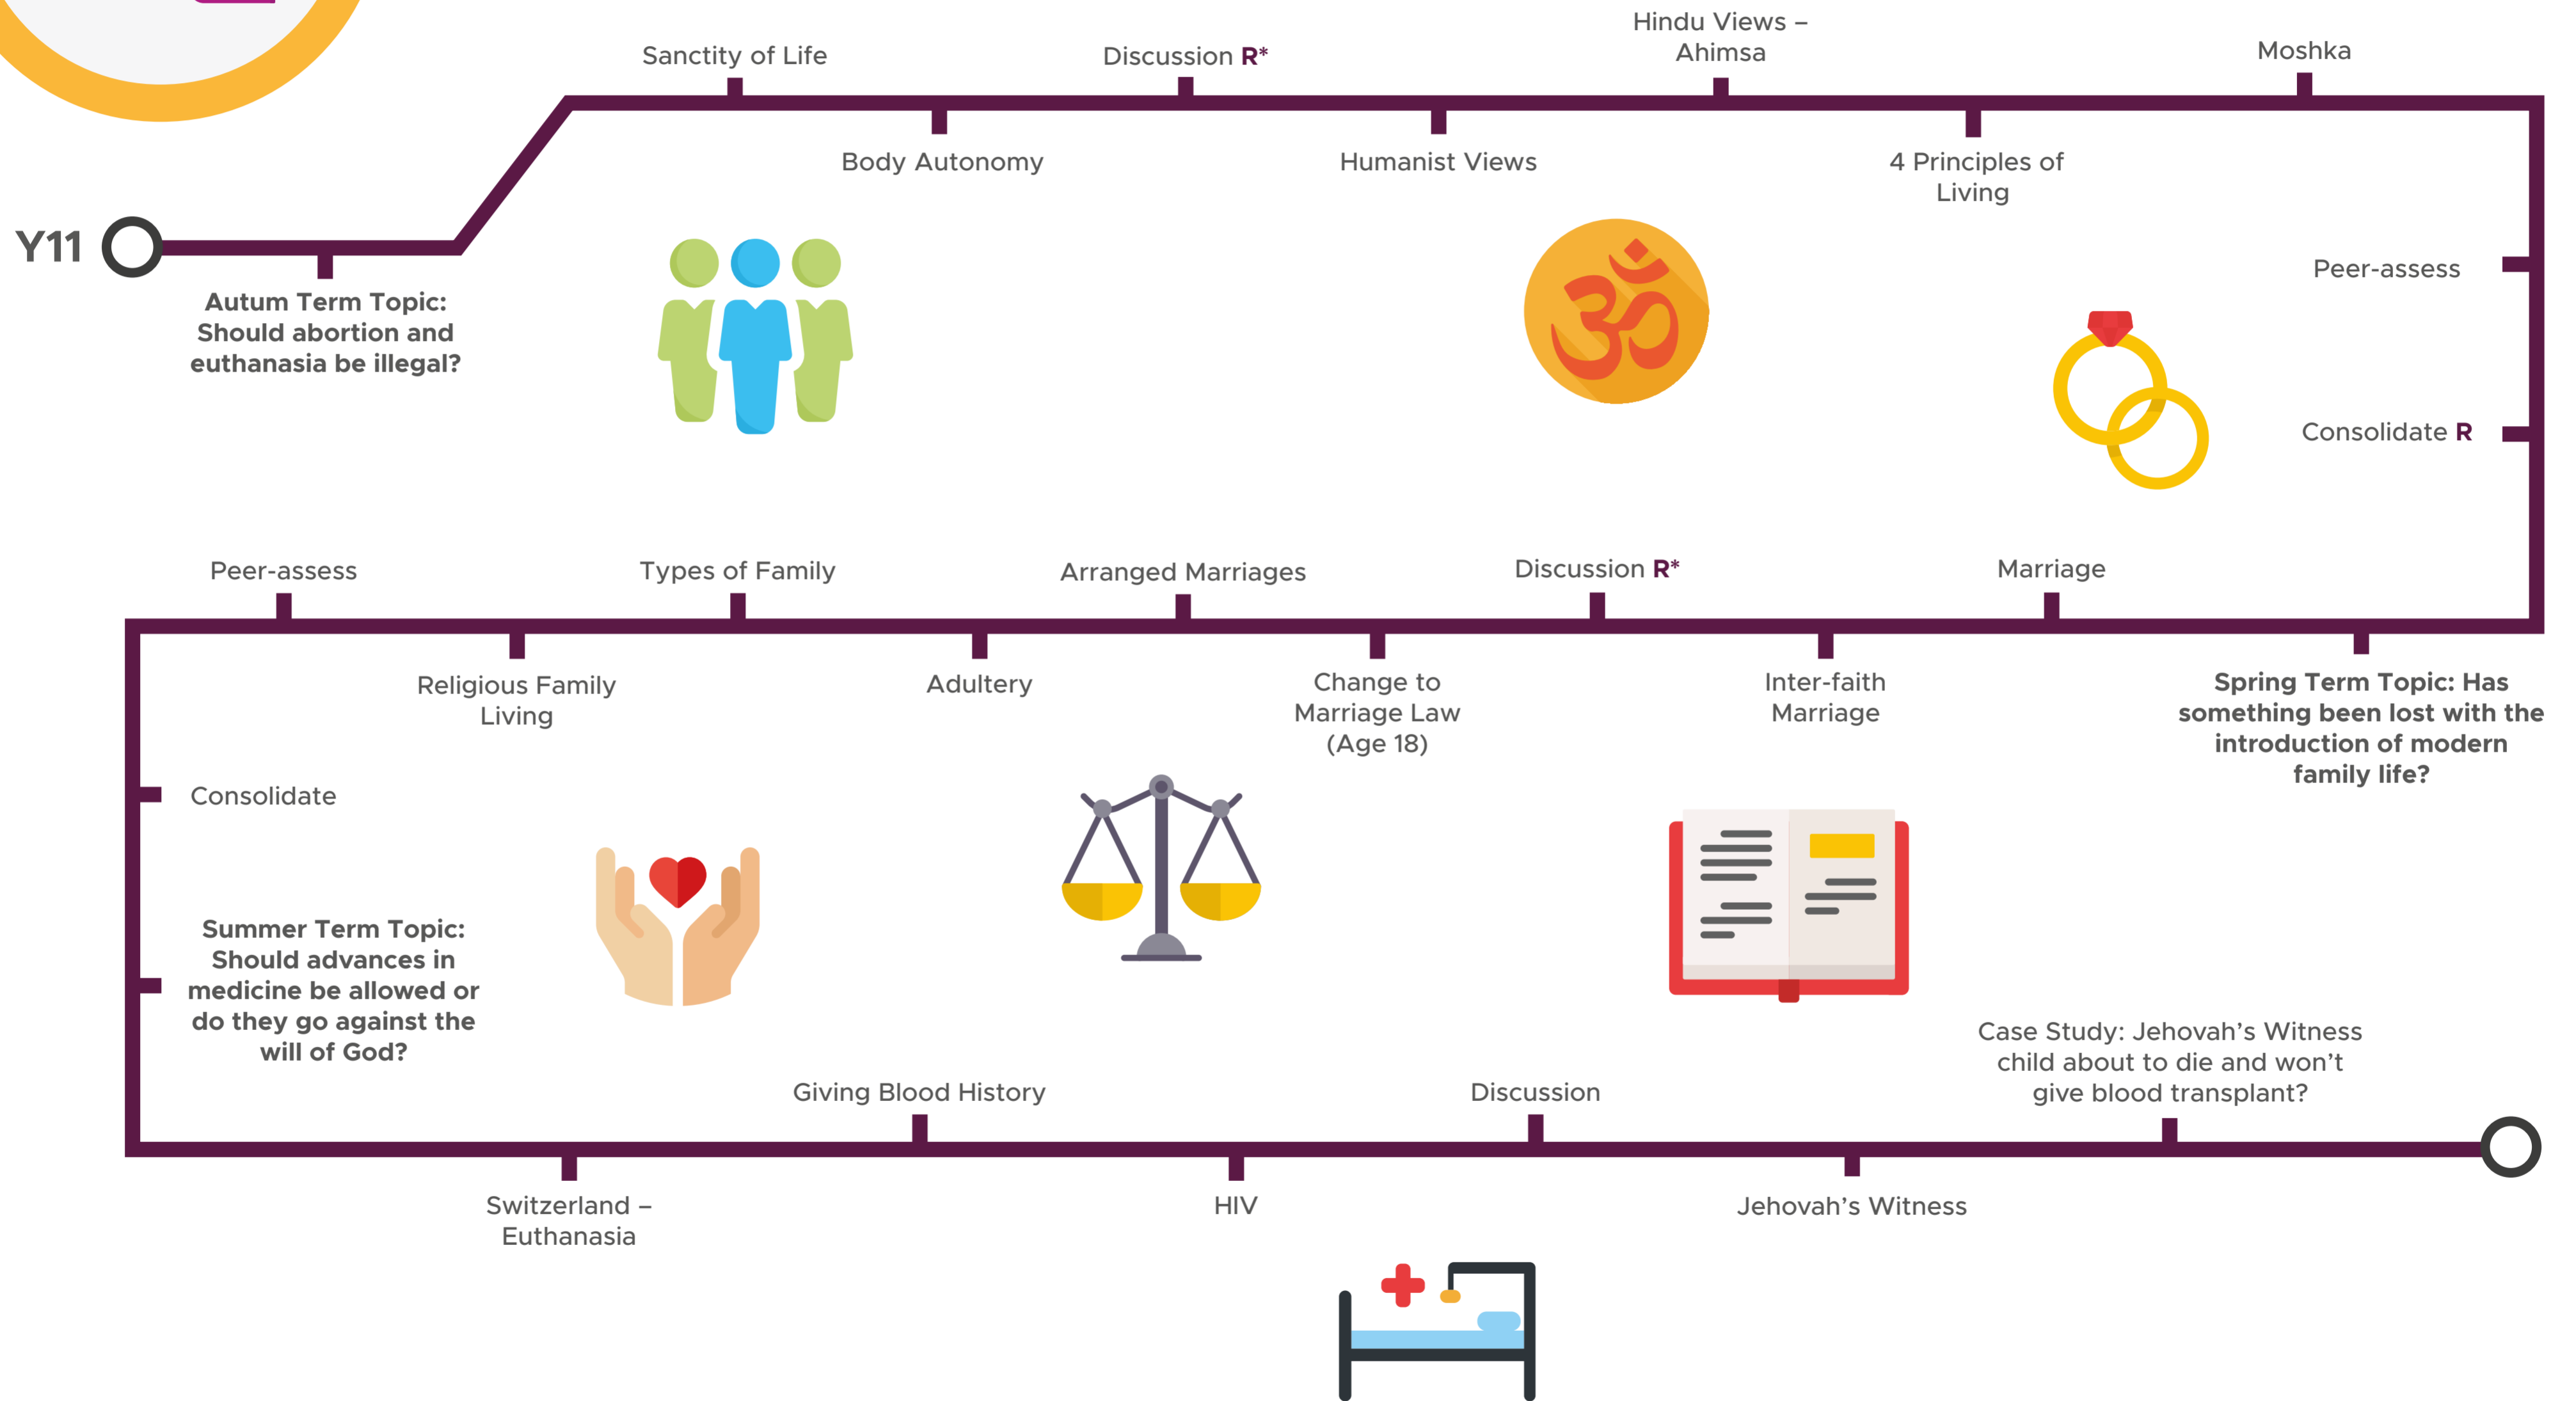 Y11
Autum Term Topic:
Should abortion and
euthanasia be illegal?
Sanctity of Life
Body Autonomy
Discussion R*
Humanist Views
Hindu Views –
Ahimsa
4 Principles of
Living
Moshka
Peer-assess
Consolidate R
Spring Term Topic: Has
something been lost with the
introduction of modern
family life?
Marriage
Inter-faith
Marriage
Discussion R*
Change to
Marriage Law
(Age 18)
Arranged Marriages
Adultery
Types of Family
Religious Family
Living
Peer-assess
Consolidate
Summer Term Topic:
Should advances in
medicine be allowed or
do they go against the
will of God?
Switzerland –
Euthanasia
Giving Blood History
HIV
Discussion
Jehovah’s Witness
Case Study: Jehovah’s Witness
child about to die and won’t
give blood transplant?
ॐ